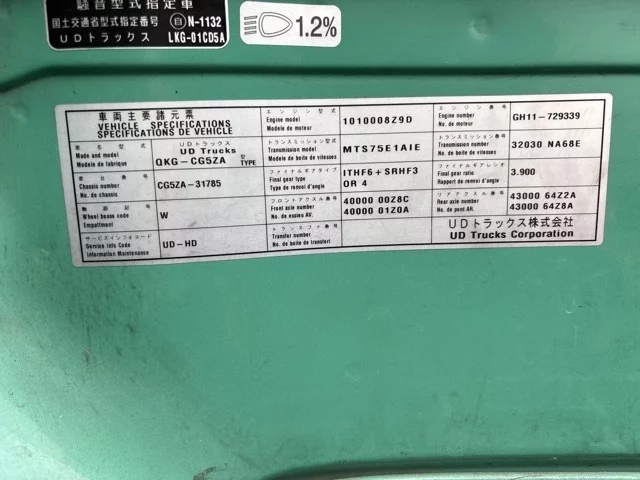 騒音型式指定車
国土交通省型式指定番号 日 N-1132
UDトラックス LKG-01CD5A
1.2%
車両主要諸元票
VEHICLE SPECIFICATIONS
SPECIFICATIONS DE VEHICLE
エンジン型式
Engine model
Modele de moteur
1010008Z9D
エンジン番号
Engine number
No. de moteur
GH11-729339
車名型式
Made and model
Modele de fabrique
UDトラックス
UD Trucks
QKG-CG5ZA 型 TYPE
トランスミッション型式
Transmission model
Modele de boite de vitesses
MTS75E1AIE
トランスミッション番号
Transmission number
No. de boite de vitesses
32030 NA68E
車台番号
Chassis number
No. de chassis
CG5ZA-31785
ファイナルギアタイプ
Final gear type
Type de renvoi d'angle
ITHF6+SRHF3
OR 4
ファイナルギアレシオ
Final gear ratio
Rapport de renvoi d'angle
3.900
軸距記号
Wheel base code
Empattement
W
フロントアクスル番号
Front axle number
No. de essieu AV.
40000 00Z8C
40000 01Z0A
リアアクスル番号
Rear axle number
No. de pont AR.
43000 64Z2A
43000 64Z8A
サービスインフォコード
Service Info Code
Information Maintenance
UD-HD
トランスファ番号
Transfer number
No. de boite de transfert
UDトラックス株式会社
UD Trucks Corporation